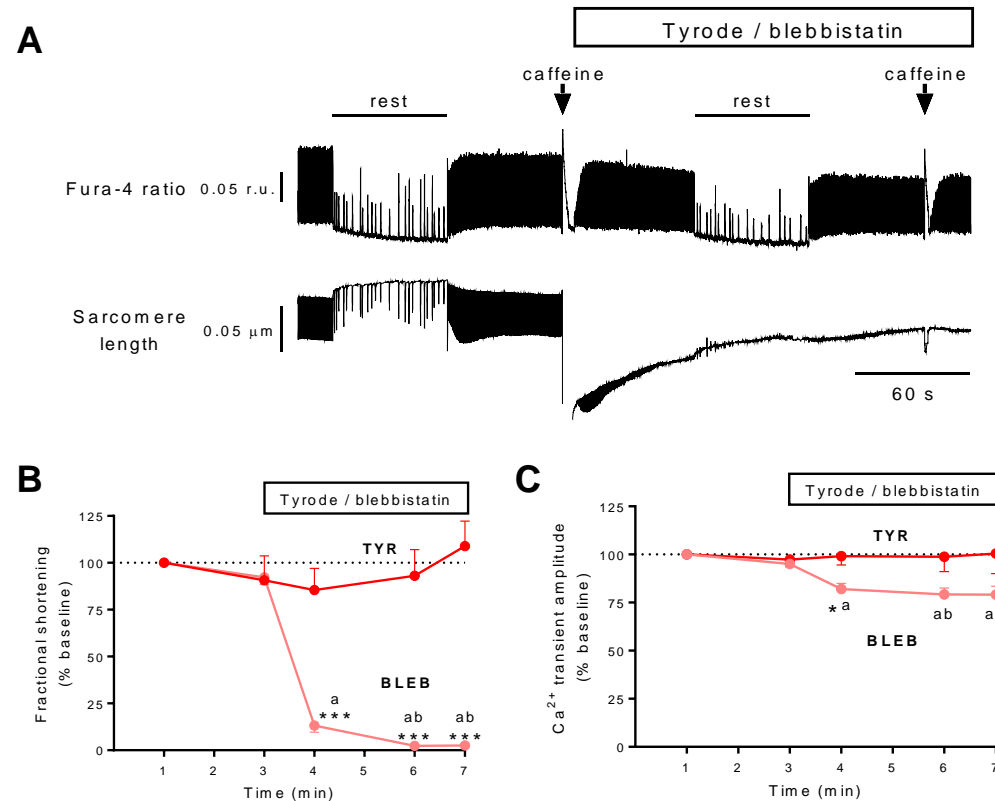 A
Tyrode / blebbistatin
caffeine
caffeine
rest
rest
Fura-4 ratio
0.05 r.u.
Sarcomere
length
0.05 μm
60 s
B
Tyrode / blebbistatin
125
100
75
50
25
0
TYR
BLEB
a
***
ab
***
ab
***
Fractional shortening
(% baseline)
1
2
3
4
5
6
7
Time (min)
C
Tyrode / blebbistatin
125
100
75
50
25
0
TYR
* a
ab
a
BLEB
Ca2+ transient amplitude
(% baseline)
1
2
3
4
5
6
7
Time (min)